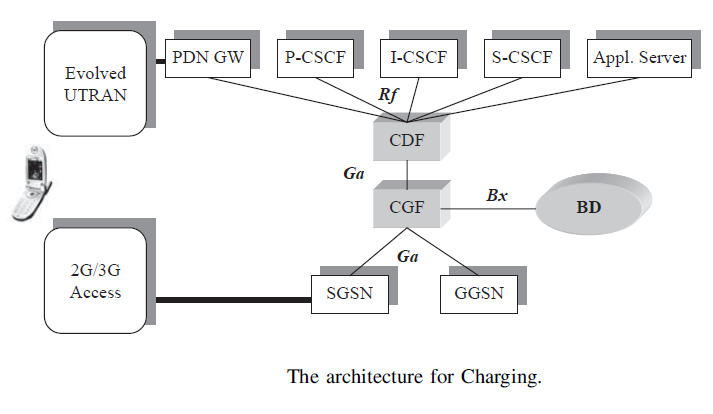 Evolved
UTRAN
PDN GW
P-CSCF
I-CSCF
S-CSCF
Appl. Server
Rf
CDF
Ga
CGF
Bx
BD
Ga
2G/3G
Access
SGSN
GGSN
The architecture for Charging.